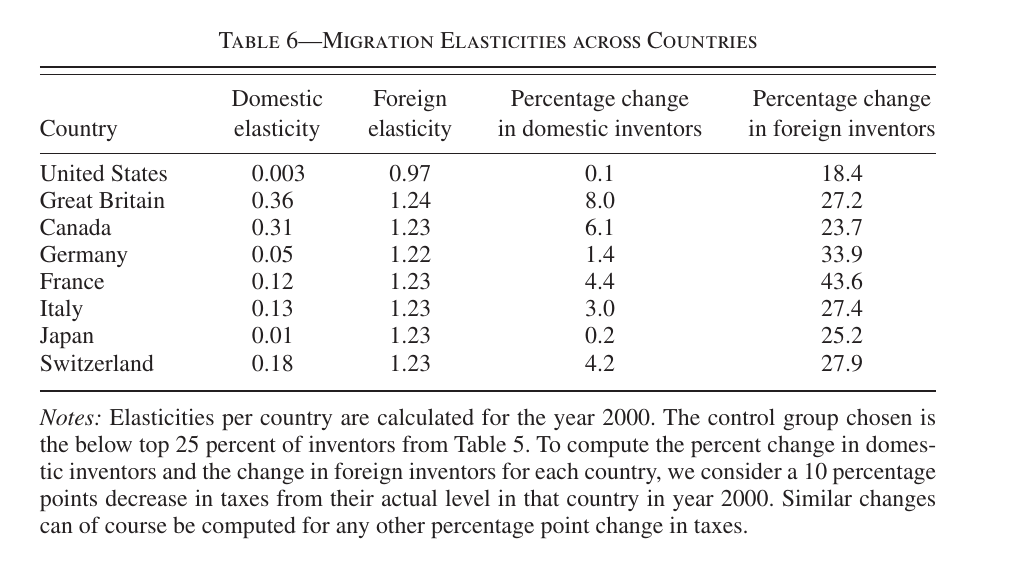 TABLE 6—MIGRATION ELASTICITIES ACROSS COUNTRIES
Country Domestic elasticity Foreign elasticity Percentage change in domestic inventors Percentage change in foreign inventors
United States 0.003 0.97 0.1 18.4
Great Britain 0.36 1.24 8.0 27.2
Canada 0.31 1.23 6.1 23.7
Germany 0.05 1.22 1.4 33.9
France 0.12 1.23 4.4 43.6
Italy 0.13 1.23 3.0 27.4
Japan 0.01 1.23 0.2 25.2
Switzerland 0.18 1.23 4.2 27.9
Notes: Elasticities per country are calculated for the year 2000. The control group chosen is
the below top 25 percent of inventors from Table 5. To compute the percent change in domes-
tic inventors and the change in foreign inventors for each country, we consider a 10 percentage
points decrease in taxes from their actual level in that country in year 2000. Similar changes
can of course be computed for any other percentage point change in taxes.